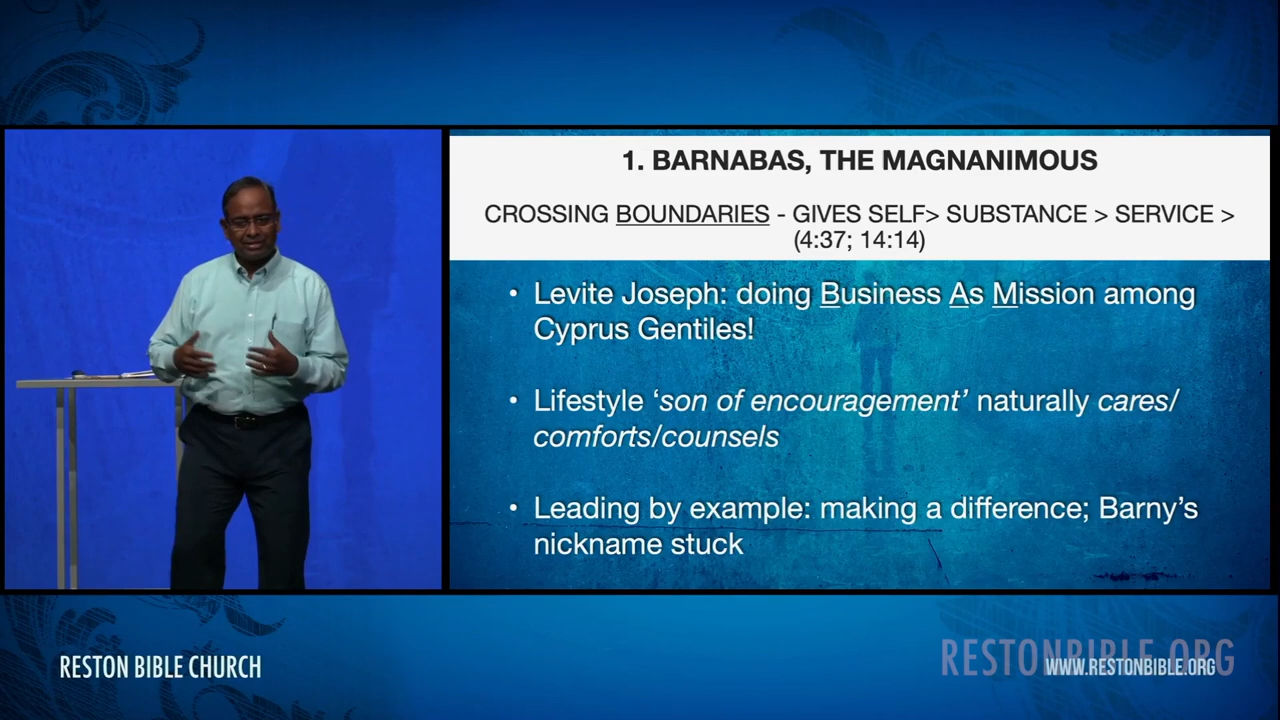 1. BARNABAS, THE MAGNANIMOUS
CROSSING BOUNDARIES - GIVES SELF> SUBSTANCE > SERVICE >
(4:37; 14:14)
• Levite Joseph: doing Business As Mission among
Cyprus Gentiles!
• Lifestyle ‘son of encouragement’ naturally cares/
comforts/counsels
• Leading by example: making a difference; Barny’s
nickname stuck
RESTON BIBLE CHURCH
RESTONBIBLE.ORG
WWW.RESTONBIBLE.ORG